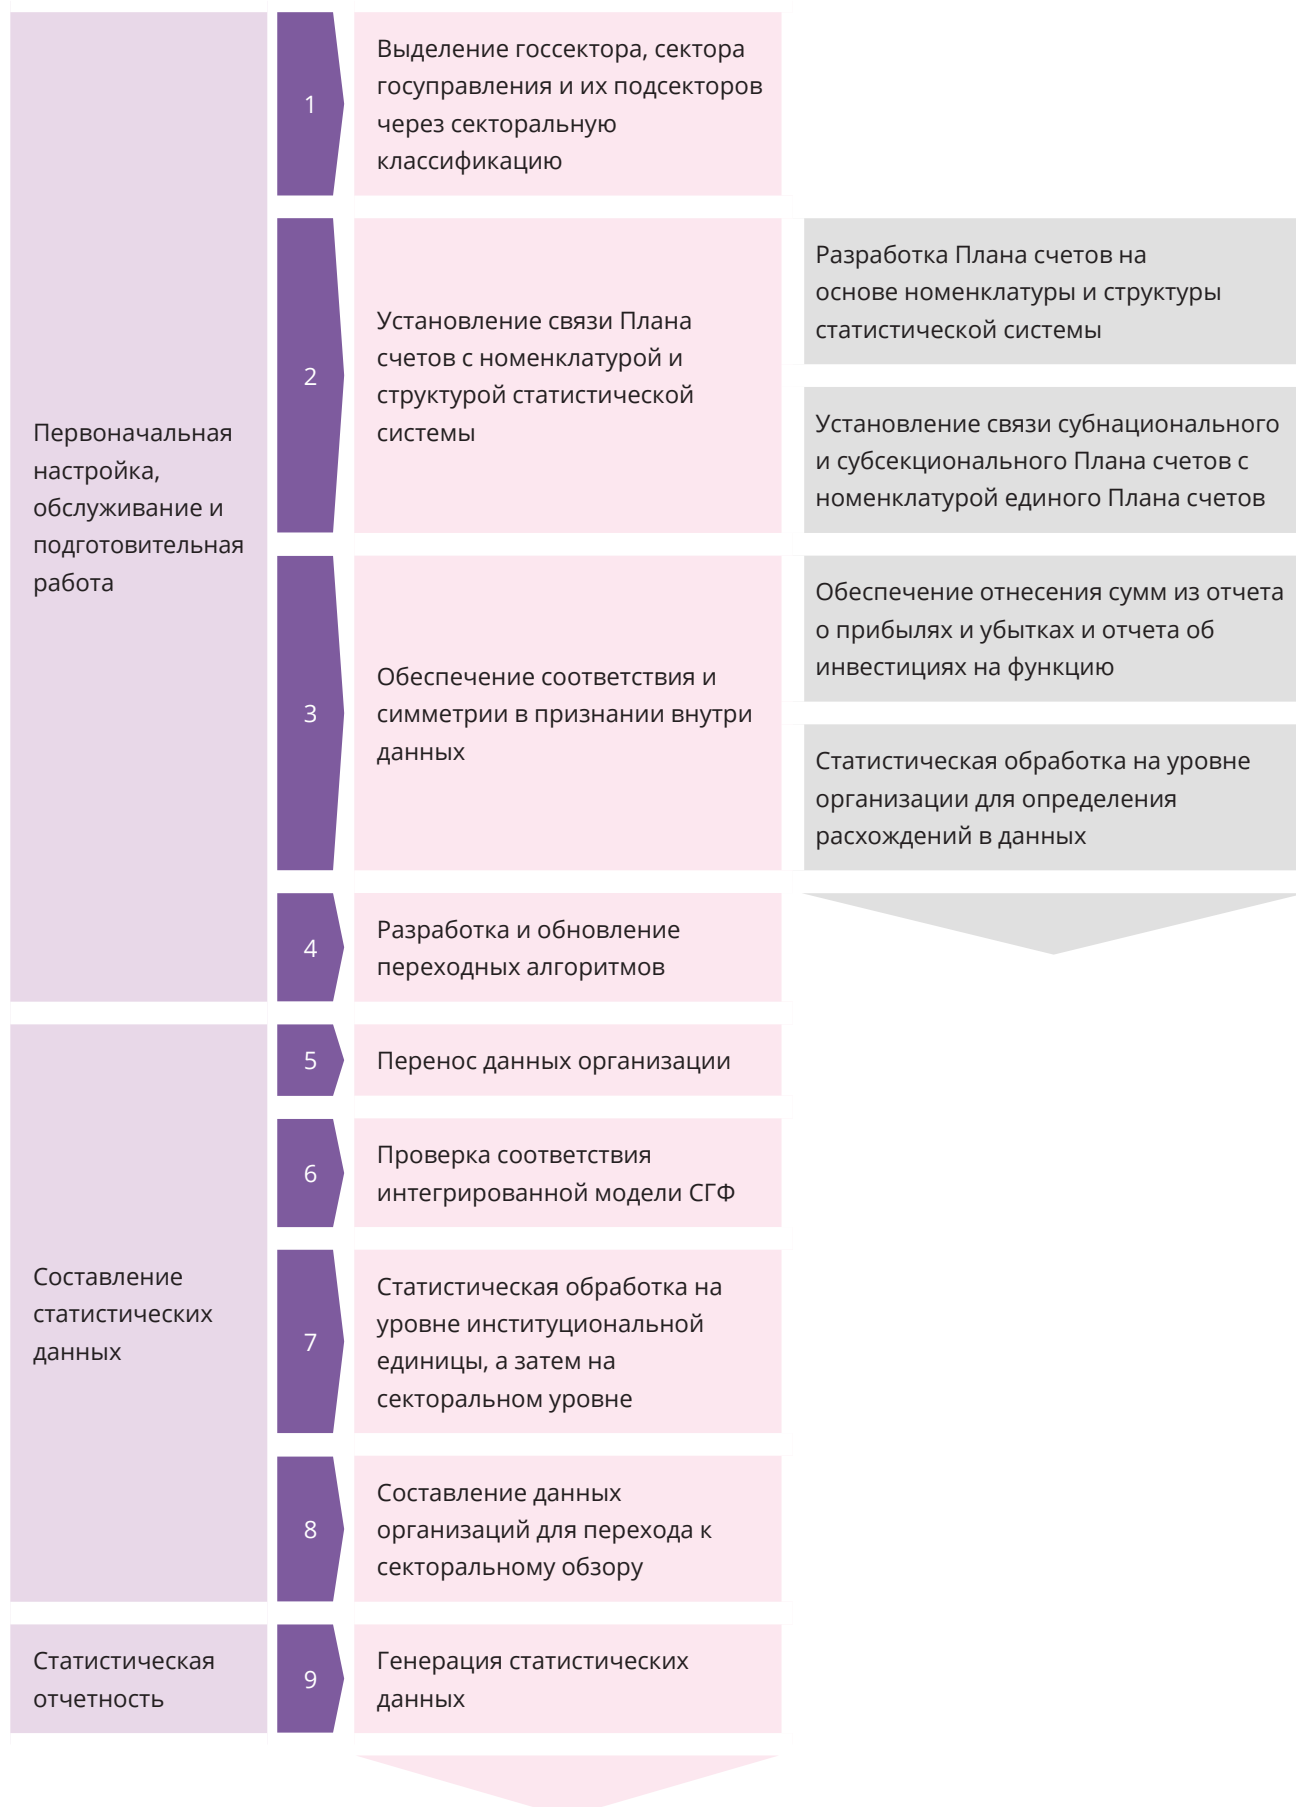 Первоначальная
настройка,
обслуживание и
подготовительная
работа
1
Выделение госсектора, сектора
госуправления и их подсекторов
через секторальную
классификацию
2
Установление связи Плана
счетов с номенклатурой и
структурой статистической
системы
Разработка Плана счетов на
основе номенклатуры и структуры
статистической системы
Установление связи субнационального
и субсекционального Плана счетов с
номенклатурой единого Плана счетов
3
Обеспечение соответствия и
симметрии в признании внутри
данных
Обеспечение отнесения сумм из отчета
о прибылях и убытках и отчета об
инвестициях на функцию
Статистическая обработка на уровне
организации для определения
расхождений в данных
4
Разработка и обновление
переходных алгоритмов
Составление
статистических
данных
5
Перенос данных организации
6
Проверка соответствия
интегрированной модели СГФ
7
Статистическая обработка на
уровне институциональной
единицы, а затем на
секторальном уровне
8
Составление данных
организаций для перехода к
секторальному обзору
Статистическая
отчетность
9
Генерация статистических
данных